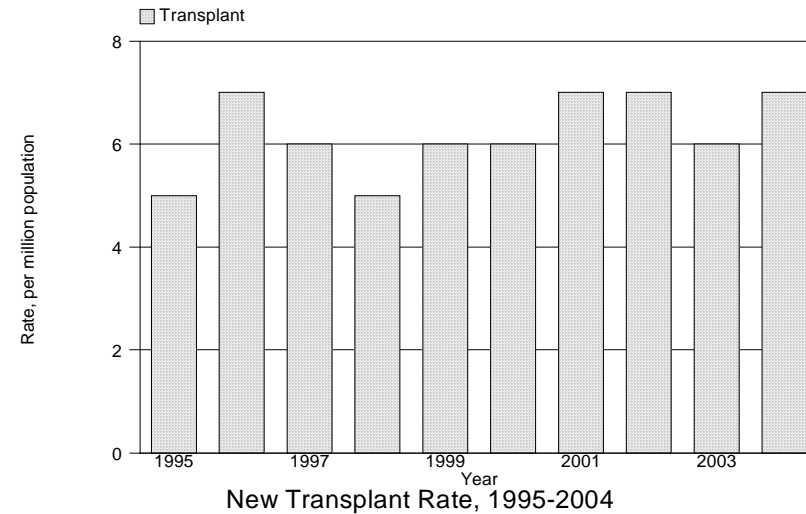 Transplant
8
6
4
2
0
Rate, per million population
1995 1997 1999 2001 2003
Year
New Transplant Rate, 1995-2004